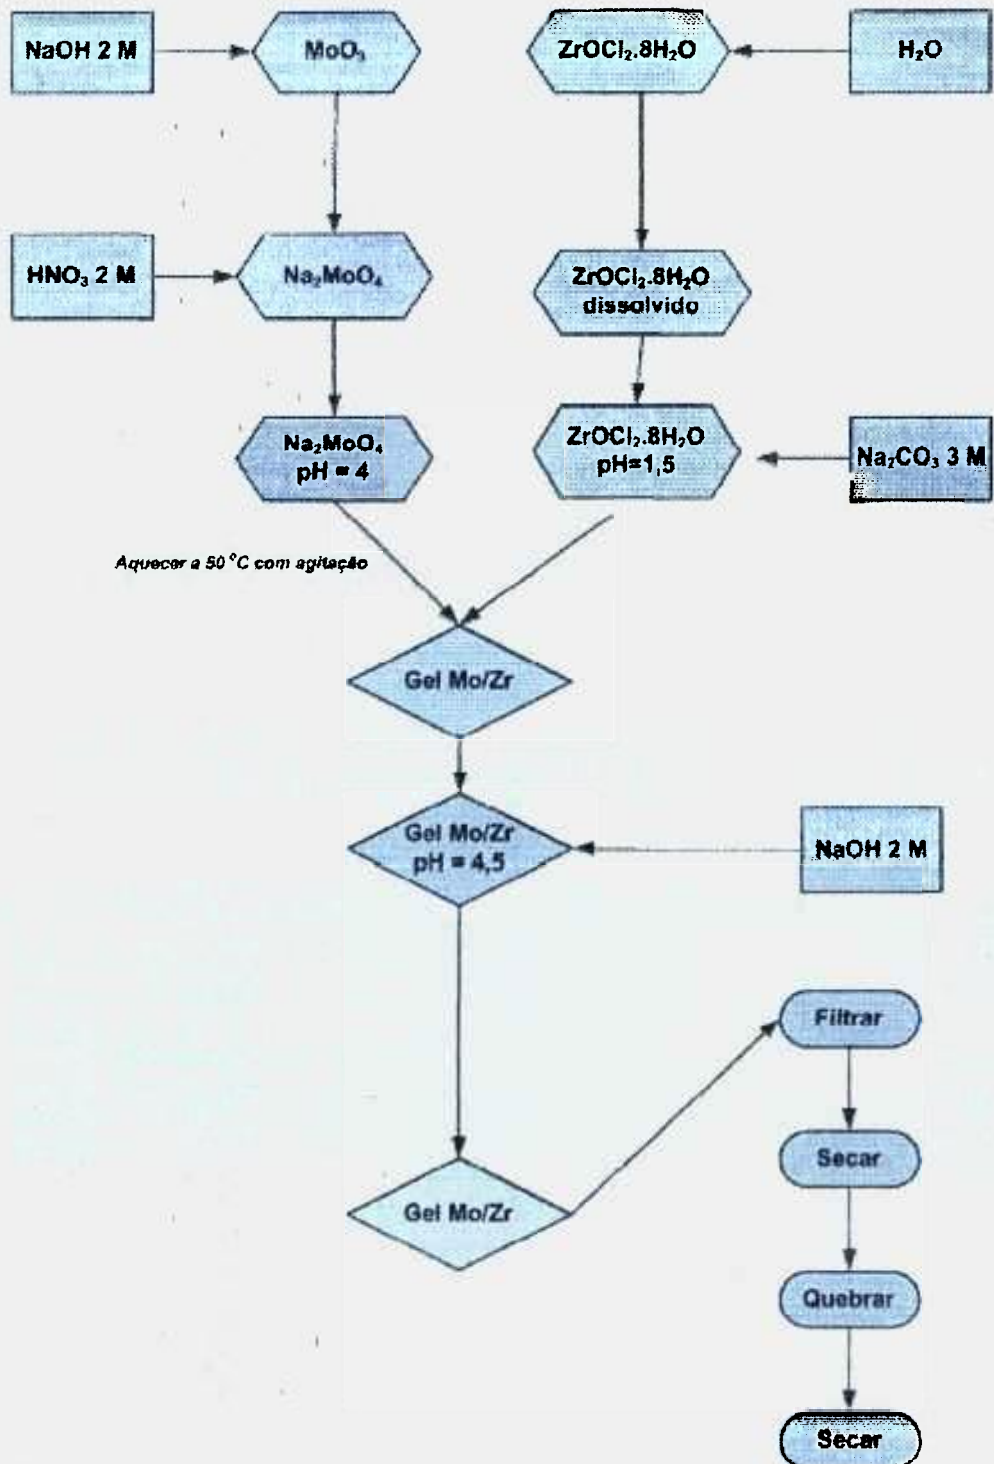 NaOH 2 M
MoO₃
ZrOCl₂.8H₂O
H₂O
HNO₃ 2 M
Na₂MoO₄
ZrOCl₂.8H₂O
dissolvido
Na₂MoO₄
pH = 4
ZrOCl₂.8H₂O
pH=1,5
Na₂CO₃ 3 M
Aquecer a 50 °C com agitação
Gel Mo/Zr
Gel Mo/Zr
pH = 4,5
NaOH 2 M
Filtrar
Secar
Gel Mo/Zr
Quebrar
Secar